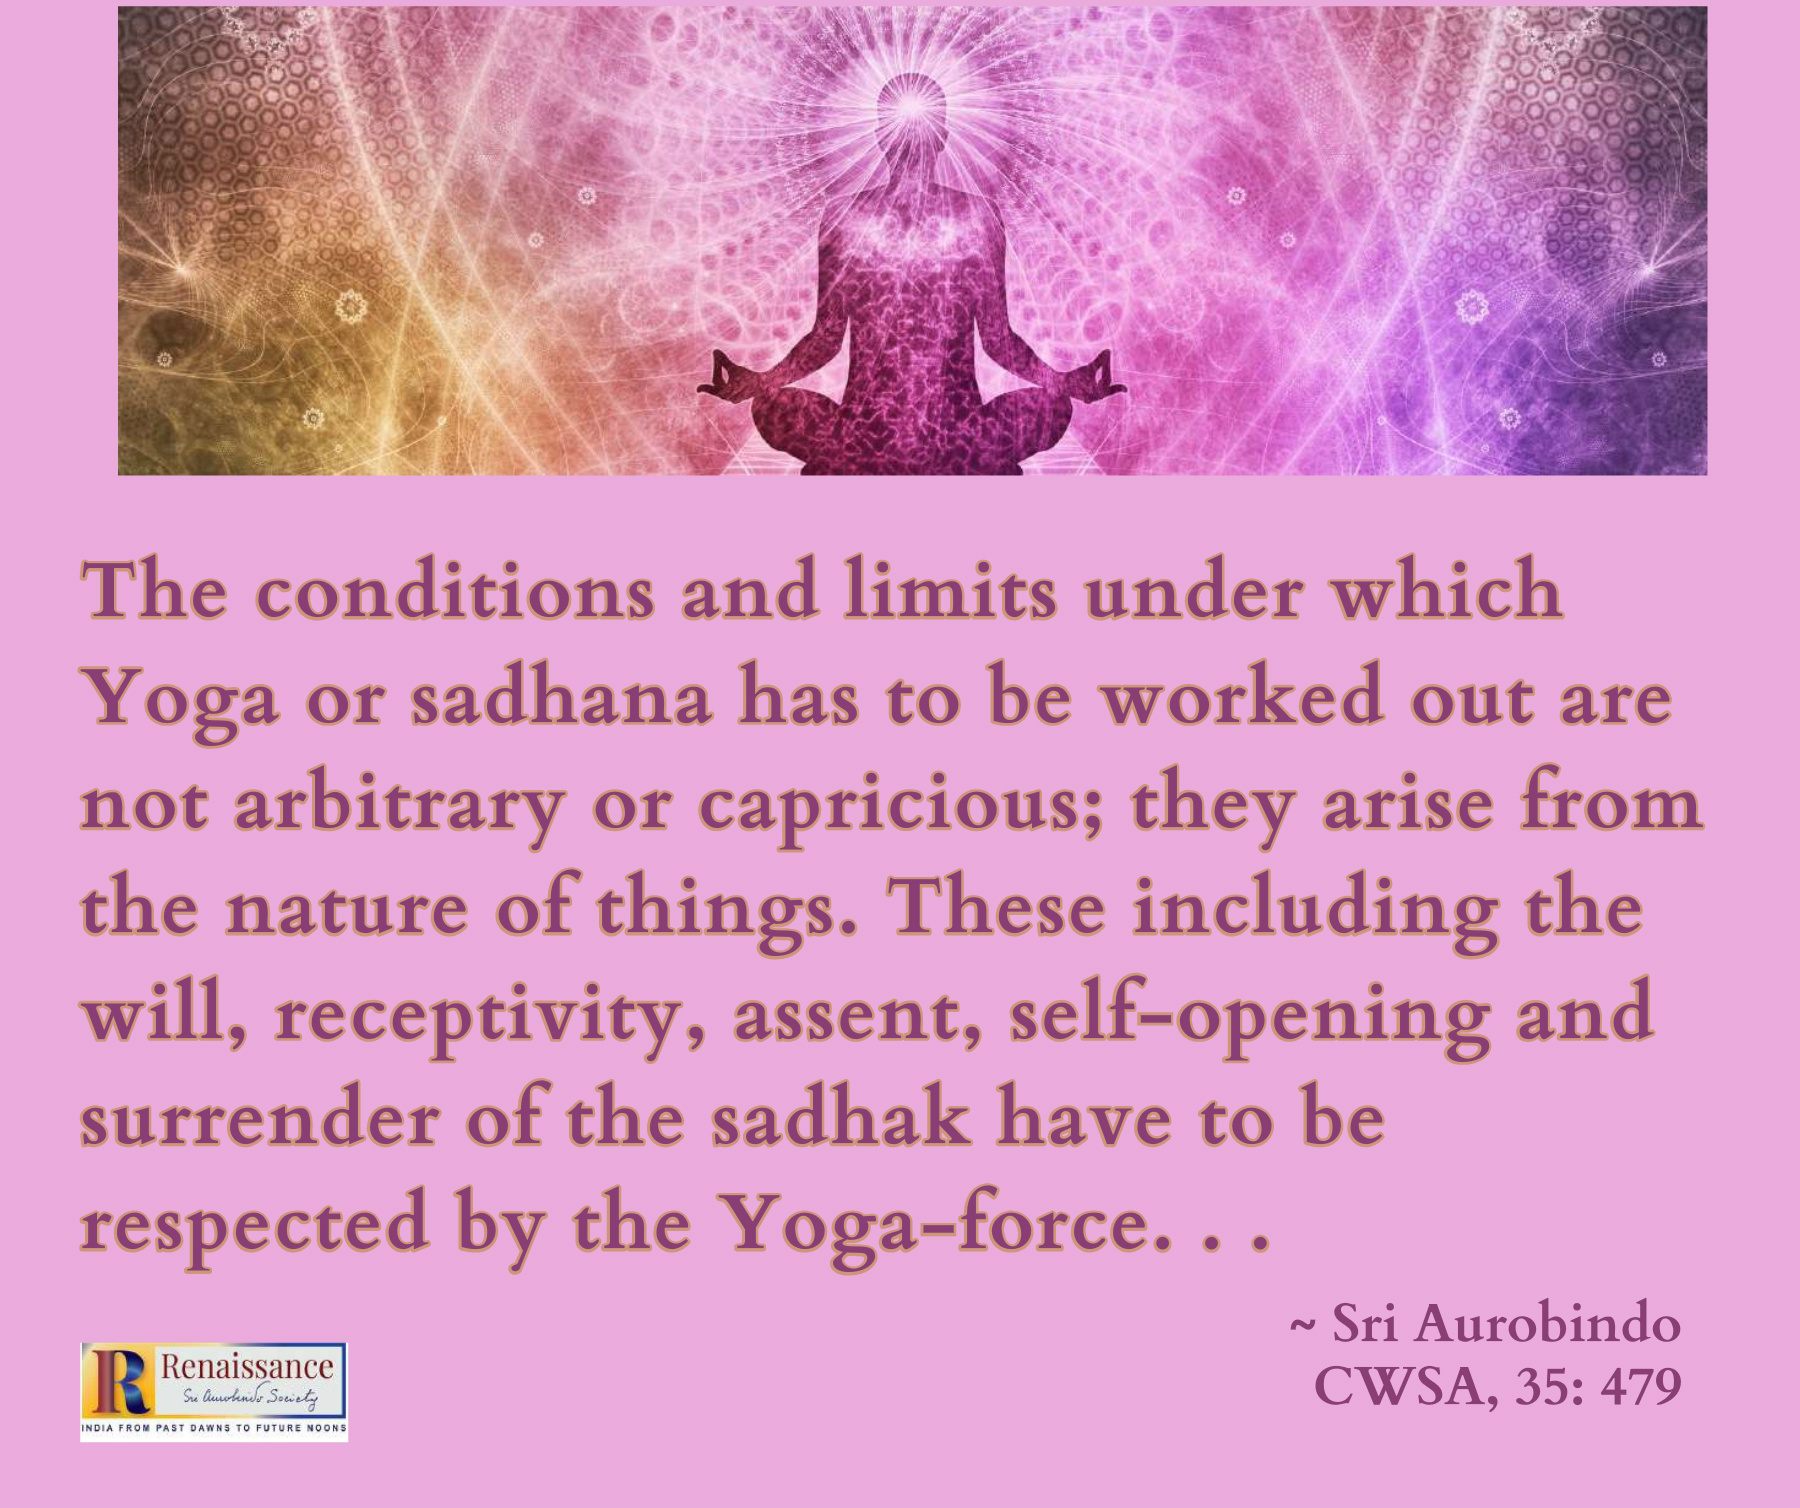 The conditions and limits under which
Yoga or sadhana has to be worked out are
not arbitrary or capricious; they arise from
the nature of things. These including the
will, receptivity, assent, self-opening and
surrender of the sadhak have to be
respected by the Yoga-force. . .
~ Sri Aurobindo
CWSA, 35: 479
R Renaissance
Sri Aurobindo Society
INDIA FROM PAST DAWNS TO FUTURE NOONS